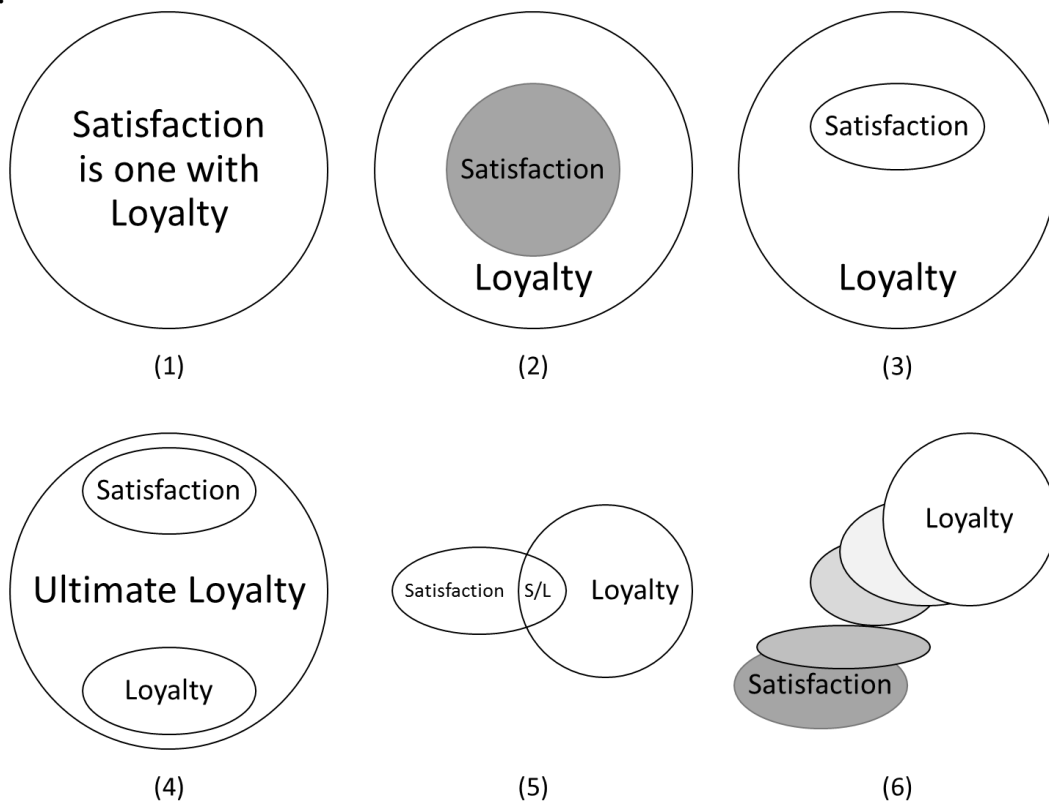 Satisfaction
is one with
Loyalty
Satisfaction
Loyalty
Satisfaction
Loyalty
(1)
(2)
(3)
Satisfaction
Ultimate Loyalty
Loyalty
Satisfaction
S/L
Loyalty
Loyalty
Satisfaction
(4)
(5)
(6)